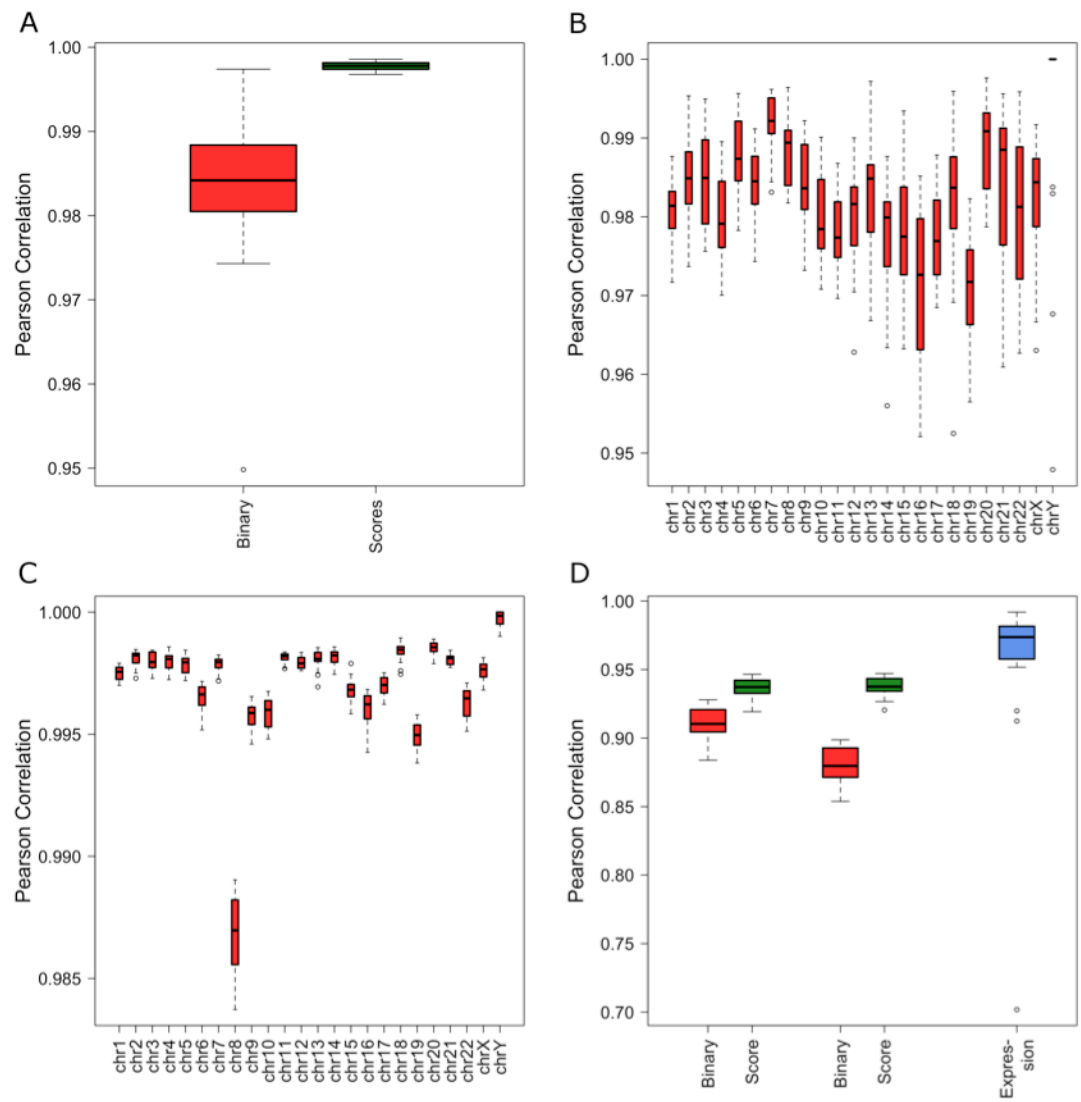 A
Pearson Correlation
1.00
0.99
0.98
0.97
0.96
0.95
Binary
Scores
B
Pearson Correlation
1.00
0.99
0.98
0.97
0.96
0.95
chr1
chr2
chr3
chr4
chr5
chr6
chr7
chr8
chr9
chr10
chr11
chr12
chr13
chr14
chr15
chr16
chr17
chr18
chr19
chr20
chr21
chr22
chrX
chrY
C
Pearson Correlation
1.000
0.995
0.990
0.985
chr1
chr2
chr3
chr4
chr5
chr6
chr7
chr8
chr9
chr10
chr11
chr12
chr13
chr14
chr15
chr16
chr17
chr18
chr19
chr20
chr21
chr22
chrX
chrY
D
Pearson Correlation
1.00
0.95
0.90
0.85
0.80
0.75
0.70
Binary
Score
Binary
Score
Expres-
sion